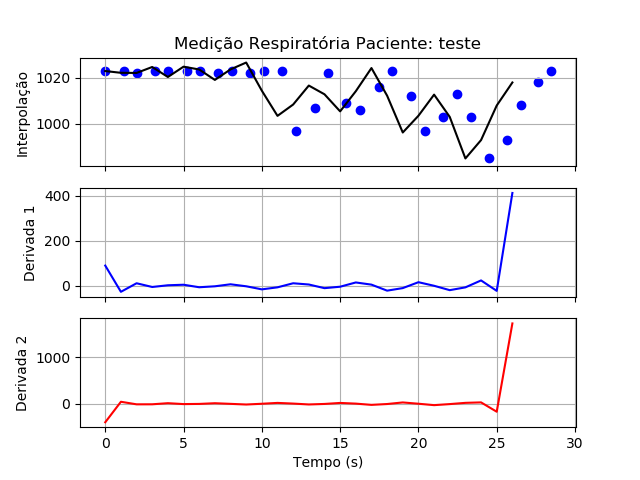 Medição Respiratória Paciente: teste
Interpolação
1020
1000
Derivada 1
400
200
0
Derivada 2
1000
0
0 5 10 15 20 25 30
Tempo (s)